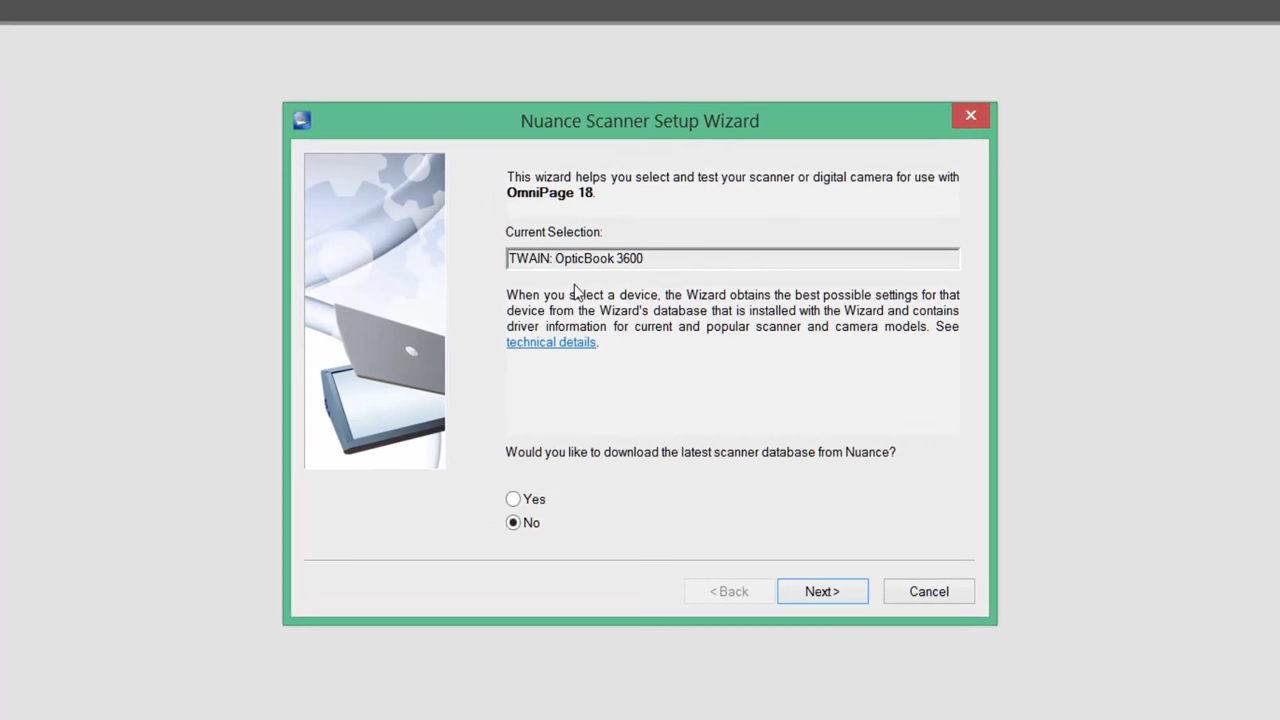 Nuance Scanner Setup Wizard
This wizard helps you select and test your scanner or digital camera for use with
OmniPage 18.
Current Selection:
TWAIN: OpticBook 3600
When you select a device, the Wizard obtains the best possible settings for that
device from the Wizard's database that is installed with the Wizard and contains
driver information for current and popular scanner and camera models. See
technical details.
Would you like to download the latest scanner database from Nuance?
Yes
No
< Back
Next >
Cancel